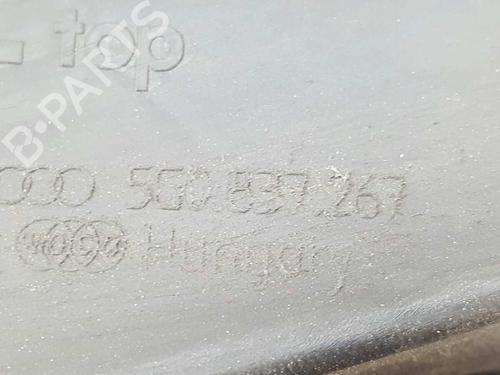 - top
5G0.837.267
Hungary
B-PARTS